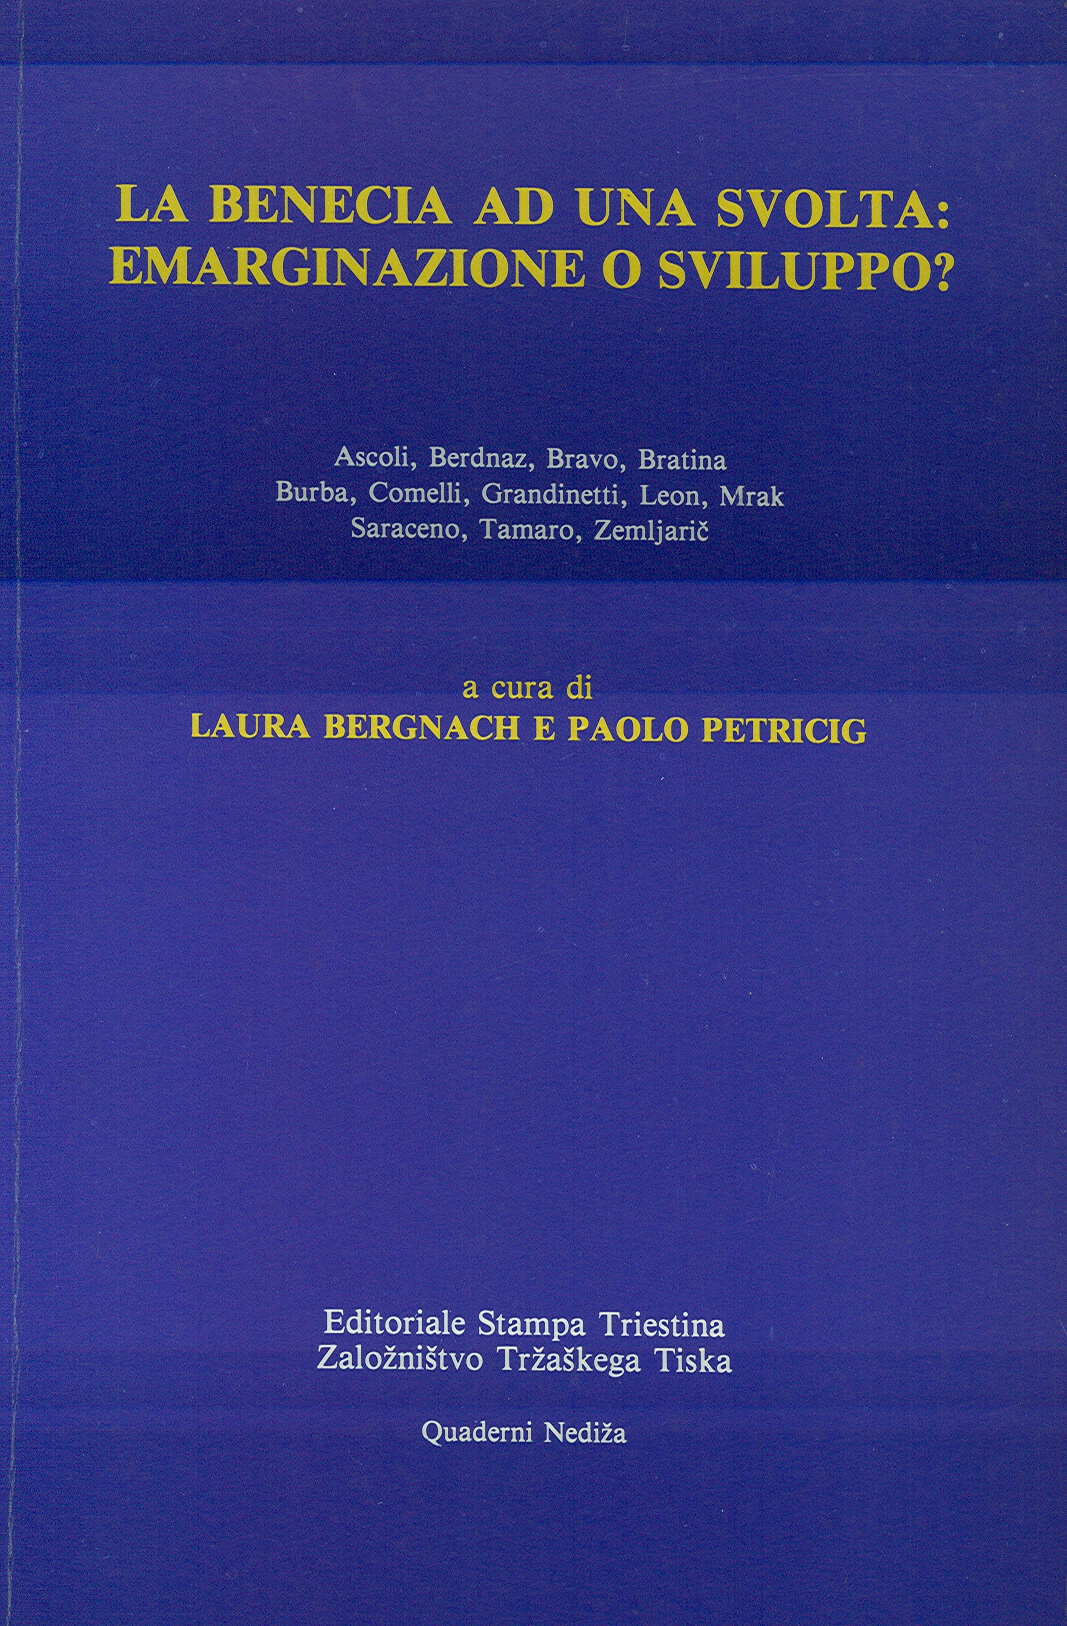 LA BENECIA AD UNA SVOLTA:
EMARGINAZIONE O SVILUPPO?
Ascoli, Berdnaz, Bravo, Bratina
Burba, Comelli, Grandinetti, Leon, Mrak
Saraceno, Tamaro, Zemljarič
a cura di
LAURA BERGNACH E PAOLO PETRICIG
Editoriale Stampa Triestina
Založništvo Tržaškega Tiska
Quaderni Nediža